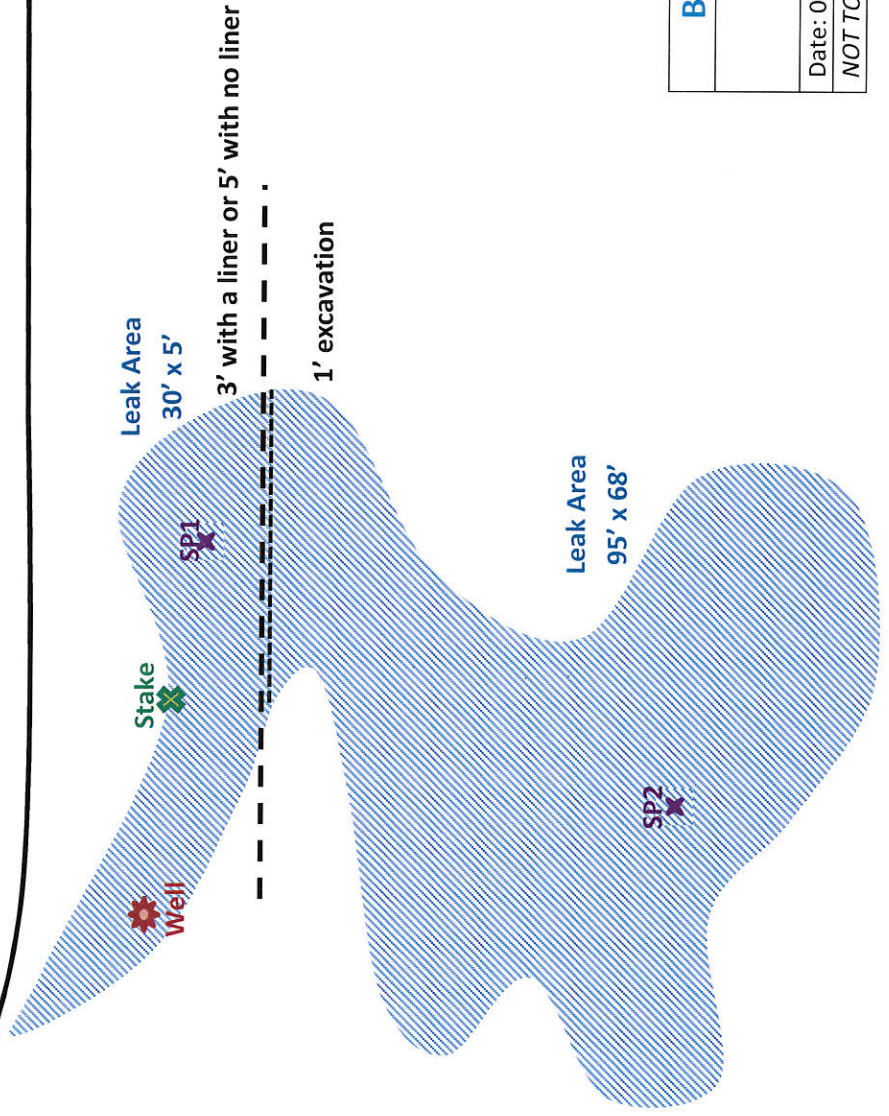 Leak Area
30' x 5'
3' with a liner or 5' with no liner
1' excavation
SP1
Stake
Well
Leak Area
95' x 68'
SP2
B
Date: 0
NOT TO